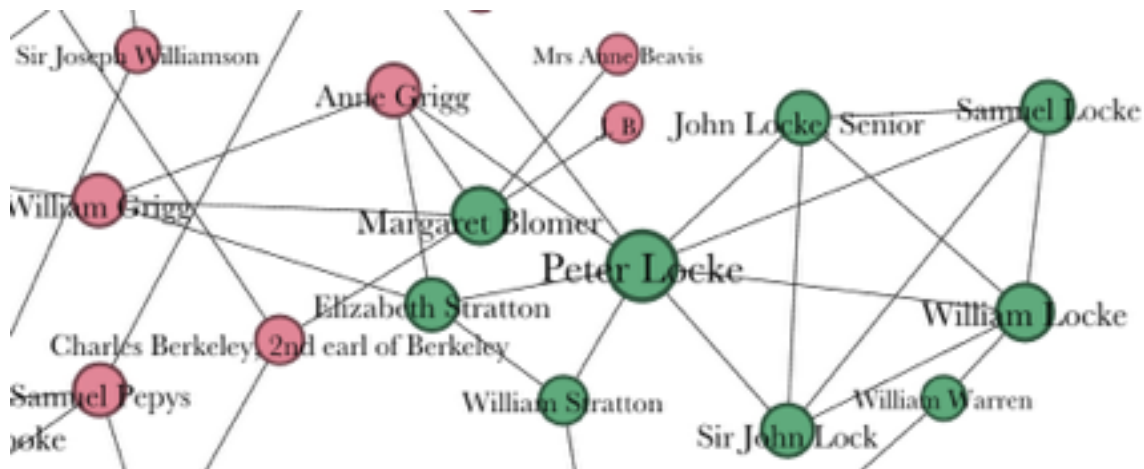 Sir Joseph Williamson
Mrs Anne Beavis
Anne Grigg
Samuel Locke
John Locke, Senior
J. B.
William Grigg
Margaret Blomer
Peter Locke
Elizabeth Stratton
William Locke
Charles Berkeley, 2nd earl of Berkeley
Samuel Pepys
William Stratton
William Warren
Sir John Lock
ooke